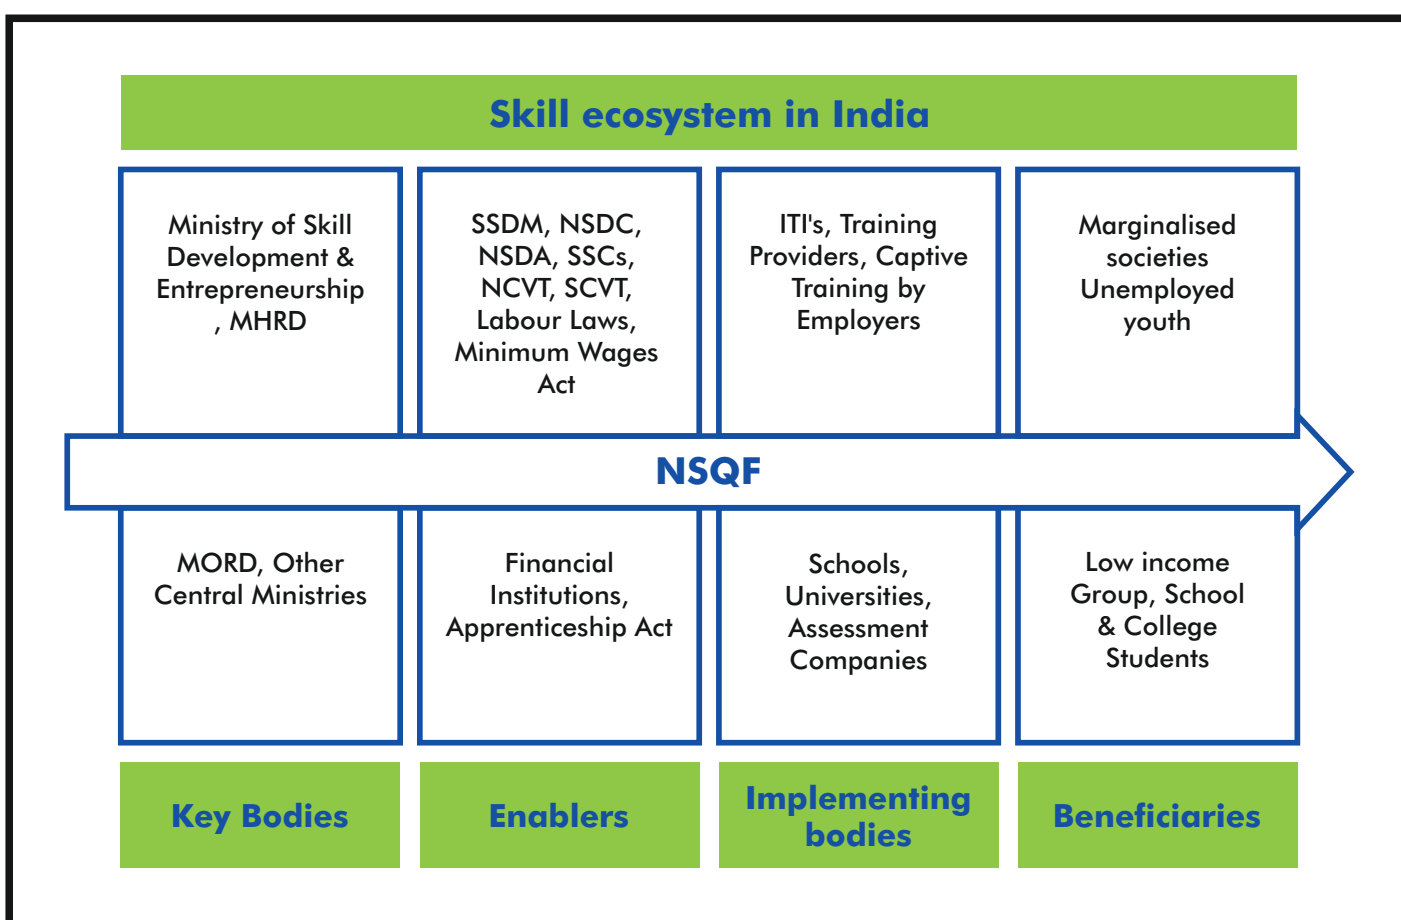 Skill ecosystem in India
Ministry of Skill
Development &
Entrepreneurship
, MHRD
SSDM, NSDC,
NSDA, SSCs,
NCVT, SCVT,
Labour Laws,
Minimum Wages
Act
ITI's, Training
Providers, Captive
Training by
Employers
Marginalised
societies
Unemployed
youth
NSQF
MORD, Other
Central Ministries
Financial
Institutions,
Apprenticeship Act
Schools,
Universities,
Assessment
Companies
Low income
Group, School
& College
Students
Key Bodies
Enablers
Implementing
bodies
Beneficiaries